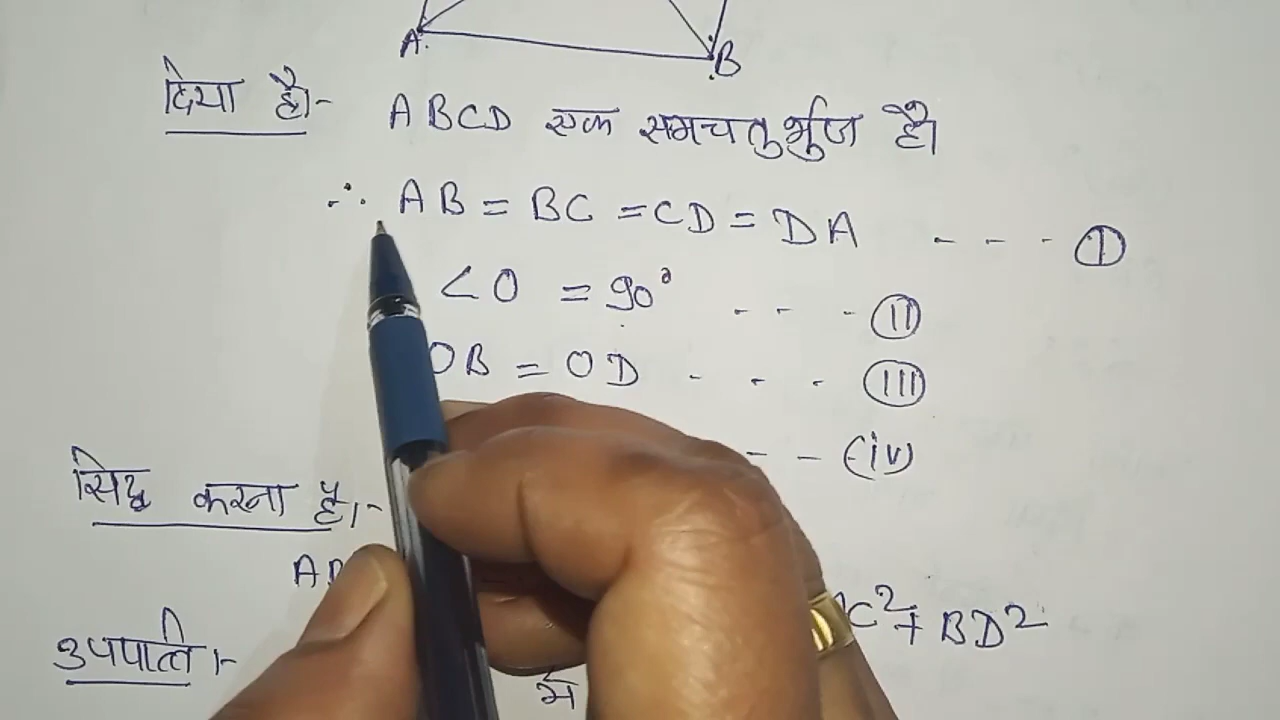 A B
दिया है।-
ABCD एक समचतुर्भुज है।
∴ AB = BC = CD = DA - - - I
<O = 90° - - - II
OB = OD - - - III
- - (iv)
सिद्ध करना है।-
C² + BD²
उपपत्ति।-
में